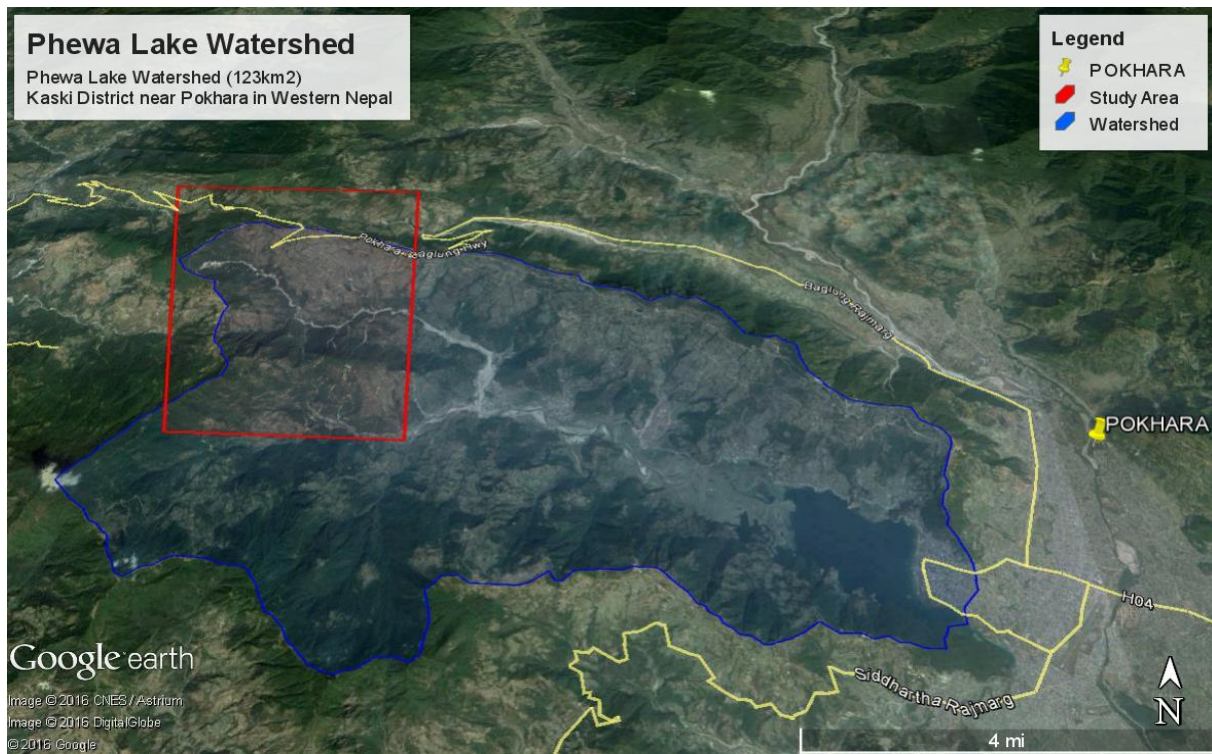 Phewa Lake Watershed
Phewa Lake Watershed (123km2)
Kaski District near Pokhara in Western Nepal
Legend
POKHARA
Study Area
Watershed
Baglung Hwy
Baglung Rajmarg
POKHARA
H04
Siddhartha Rajmarg
Google earth
Image © 2016 CNES / Astrium
Image © 2016 DigitalGlobe
© 2016 Google
N
4 mi